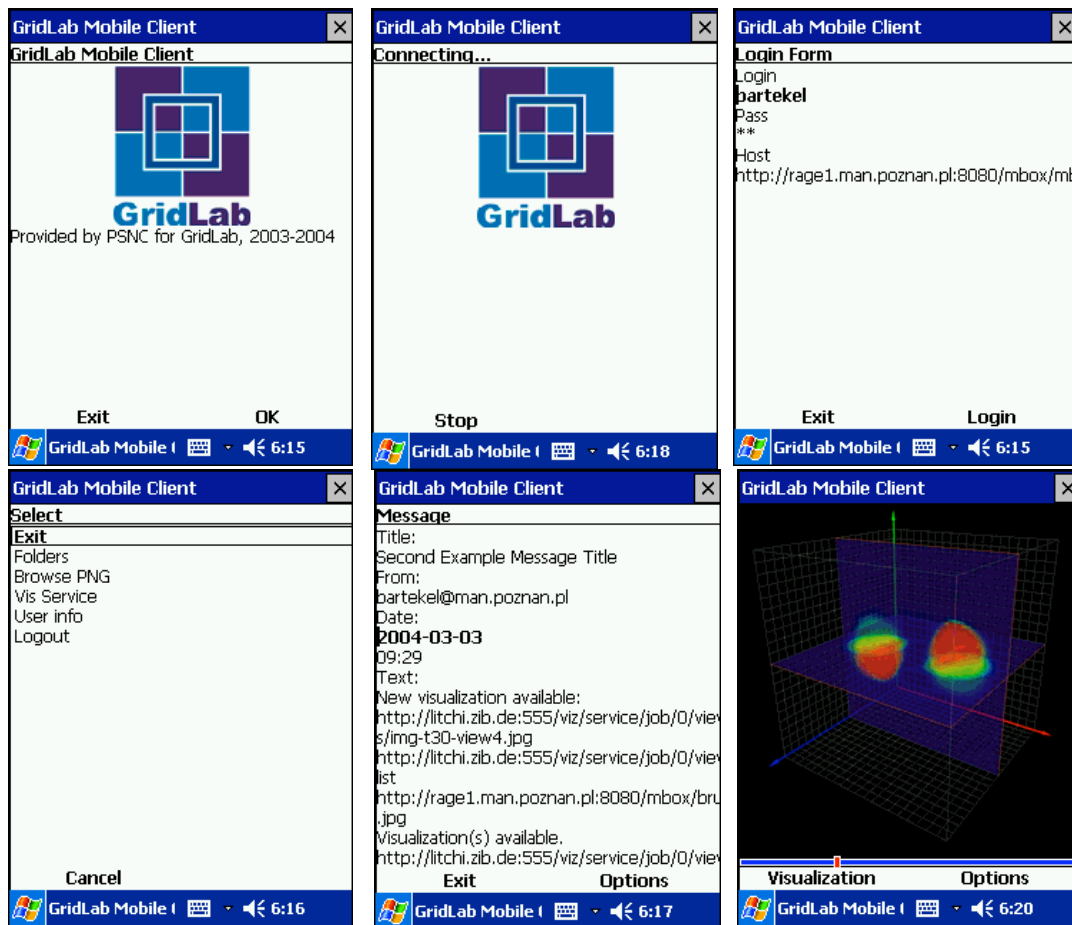 GridLab Mobile Client
GridLab Mobile Client
GridLab
Provided by PSNC for GridLab, 2003-2004
Exit OK
GridLab Mobile 6:15
GridLab Mobile Client
Connecting...
GridLab
Stop
GridLab Mobile 6:18
GridLab Mobile Client
Login Form
Login
bartekel
Pass
**
Host
http://rage1.man.poznan.pl:8080/mbox/mb
Exit Login
GridLab Mobile 6:15
GridLab Mobile Client
Select
Exit
Folders
Browse PNG
Vis Service
User info
Logout
Cancel
GridLab Mobile 6:16
GridLab Mobile Client
Message
Title:
Second Example Message Title
From:
bartekel@man.poznan.pl
Date:
2004-03-03
09:29
Text:
New visualization available:
http://litchi.zib.de:555/viz/service/job/0/view
s/img-t30-view4.jpg
http://litchi.zib.de:555/viz/service/job/0/view
list
http://rage1.man.poznan.pl:8080/mbox/bru
.jpg
Visualization(s) available.
http://litchi.zib.de:555/viz/service/job/0/view
Exit Options
GridLab Mobile 6:17
GridLab Mobile Client
Visualization Options
GridLab Mobile 6:20